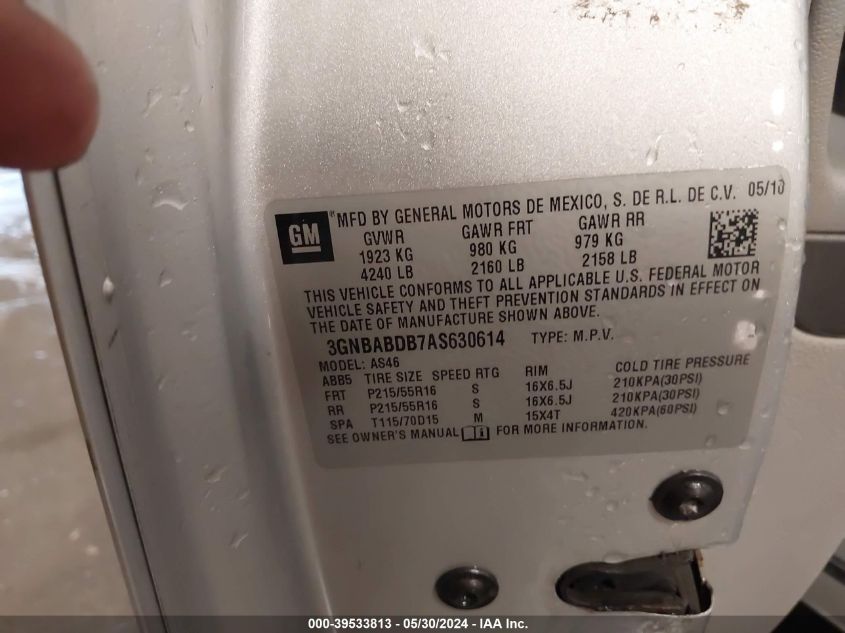 GM
® MFD BY GENERAL MOTORS DE MEXICO, S. DE R.L. DE C.V. 05/10
GVWR GAWR FRT GAWR RR
1923 KG 980 KG 979 KG
4240 LB 2160 LB 2158 LB
THIS VEHICLE CONFORMS TO ALL APPLICABLE U.S. FEDERAL MOTOR
VEHICLE SAFETY AND THEFT PREVENTION STANDARDS IN EFFECT ON
THE DATE OF MANUFACTURE SHOWN ABOVE.
3GNBABDB7AS630614 TYPE: M.P.V.
MODEL: AS46
ABB5 TIRE SIZE SPEED RTG RIM COLD TIRE PRESSURE
FRT P215/55R16 S 16X6.5J 210KPA(30PSI)
RR P215/55R16 S 16X6.5J 210KPA(30PSI)
SPA T115/70D15 M 15X4T 420KPA(60PSI)
SEE OWNER'S MANUAL FOR MORE INFORMATION.
000-39533813 - 05/30/2024 - IAA Inc.